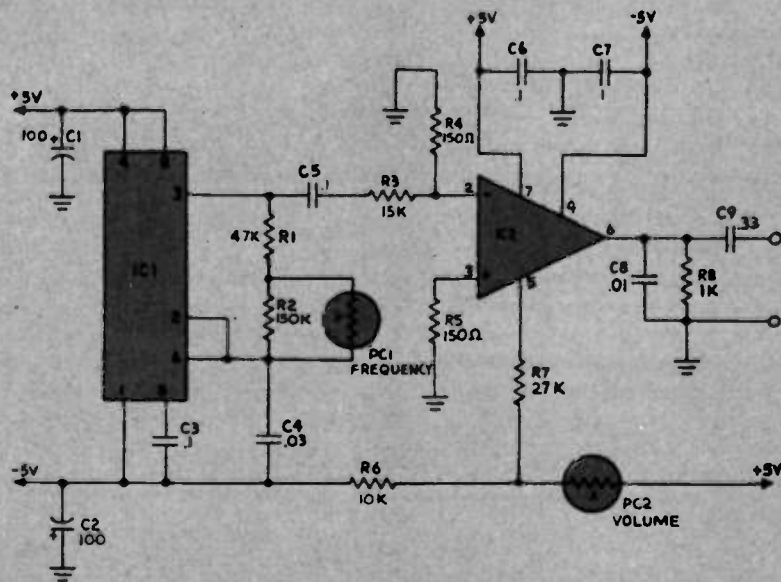 +5V
-5V
C6
.1
C7
.1
+5V
100
+
C1
4
8
3
IC1
2
6
1
5
C5
.1
R3
15K
R4
150Ω
47K
R1
R2
150K
PC1
FREQUENCY
2
-
7
4
IC2
6
3
+
5
R5
150Ω
C9
.33
C8
.01
R8
1K
R7
27K
C3
.1
C4
.03
-5V
R6
10K
+5V
PC2
VOLUME
C2
100
+